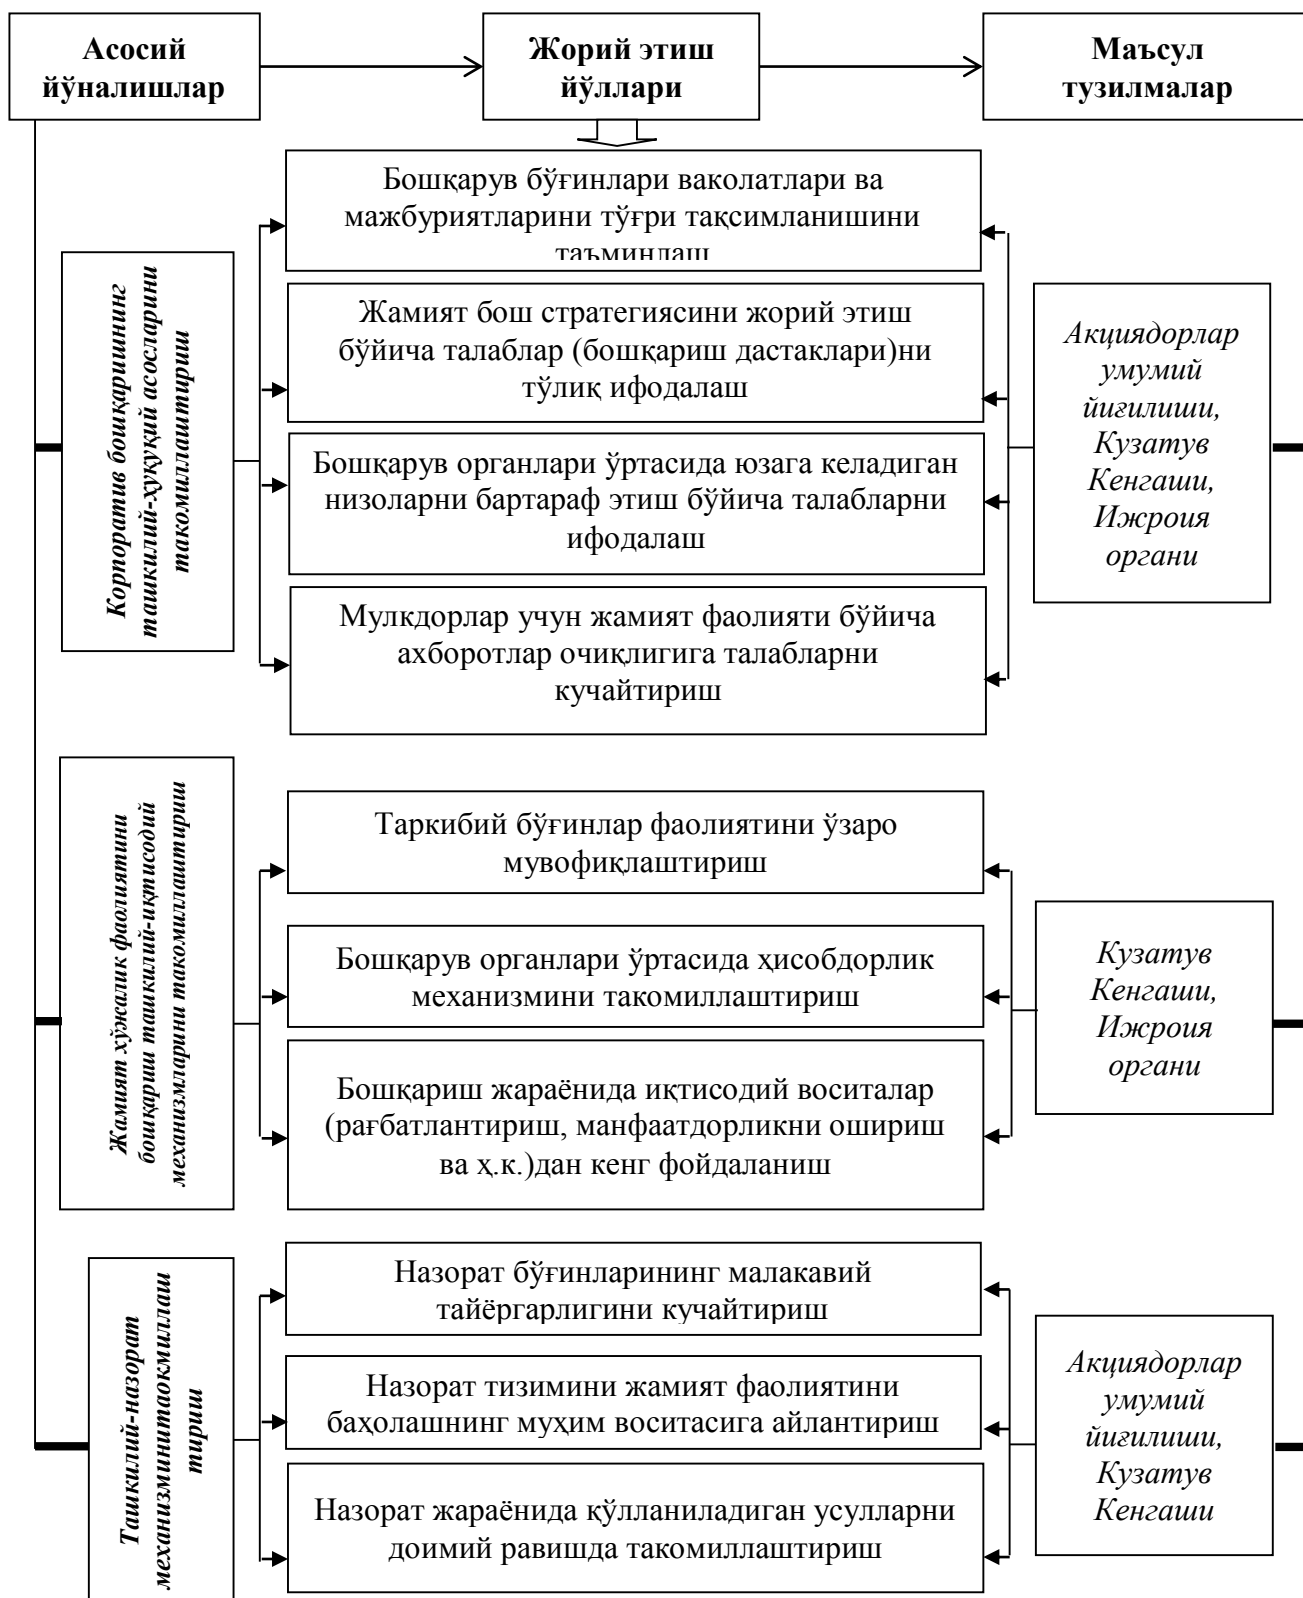 Асосий
йўналишлар
Жорий этиш
йўллари
Маъсул
тузилмалар
Корпоратив бошқаришнинг
ташкилий-ҳуқуқий асосларини
такомиллаштириш
Бошқарув бўғинлари ваколатлари ва
мажбуриятларини тўғри тақсимланишини
таъминлаш
Жамият бош стратегиясини жорий этиш
бўйича талаблар (бошқариш дастаклари)ни
тўлиқ ифодалаш
Бошқарув органлари ўртасида юзага келадиган
низоларни бартараф этиш бўйича талабларни
ифодалаш
Мулкдорлар учун жамият фаолияти бўйича
ахборотлар очиқлигига талабларни
кучайтириш
Акциядорлар
умумий
йиғилиши,
Кузатув
Кенгаши,
Ижроия
органи
Жамият хўжалик фаолиятини
бошқариш ташкилий-иқтисодий
механизмларини такомиллаштириш
Таркибий бўғинлар фаолиятини ўзаро
мувофиқлаштириш
Бошқарув органлари ўртасида ҳисобдорлик
механизмини такомиллаштириш
Бошқариш жараёнида иқтисодий воситалар
(рағбатлантириш, манфаатдорликни ошириш
ва ҳ.к.)дан кенг фойдаланиш
Кузатув
Кенгаши,
Ижроия
органи
Ташкилий-назорат
механизминитаокмиллаш
тириш
Назорат бўғинларининг малакавий
тайёргарлигини кучайтириш
Назорат тизимини жамият фаолиятини
баҳолашнинг муҳим воситасига айлантириш
Назорат жараёнида қўлланиладиган усулларни
доимий равишда такомиллаштириш
Акциядорлар
умумий
йиғилиши,
Кузатув
Кенгаши